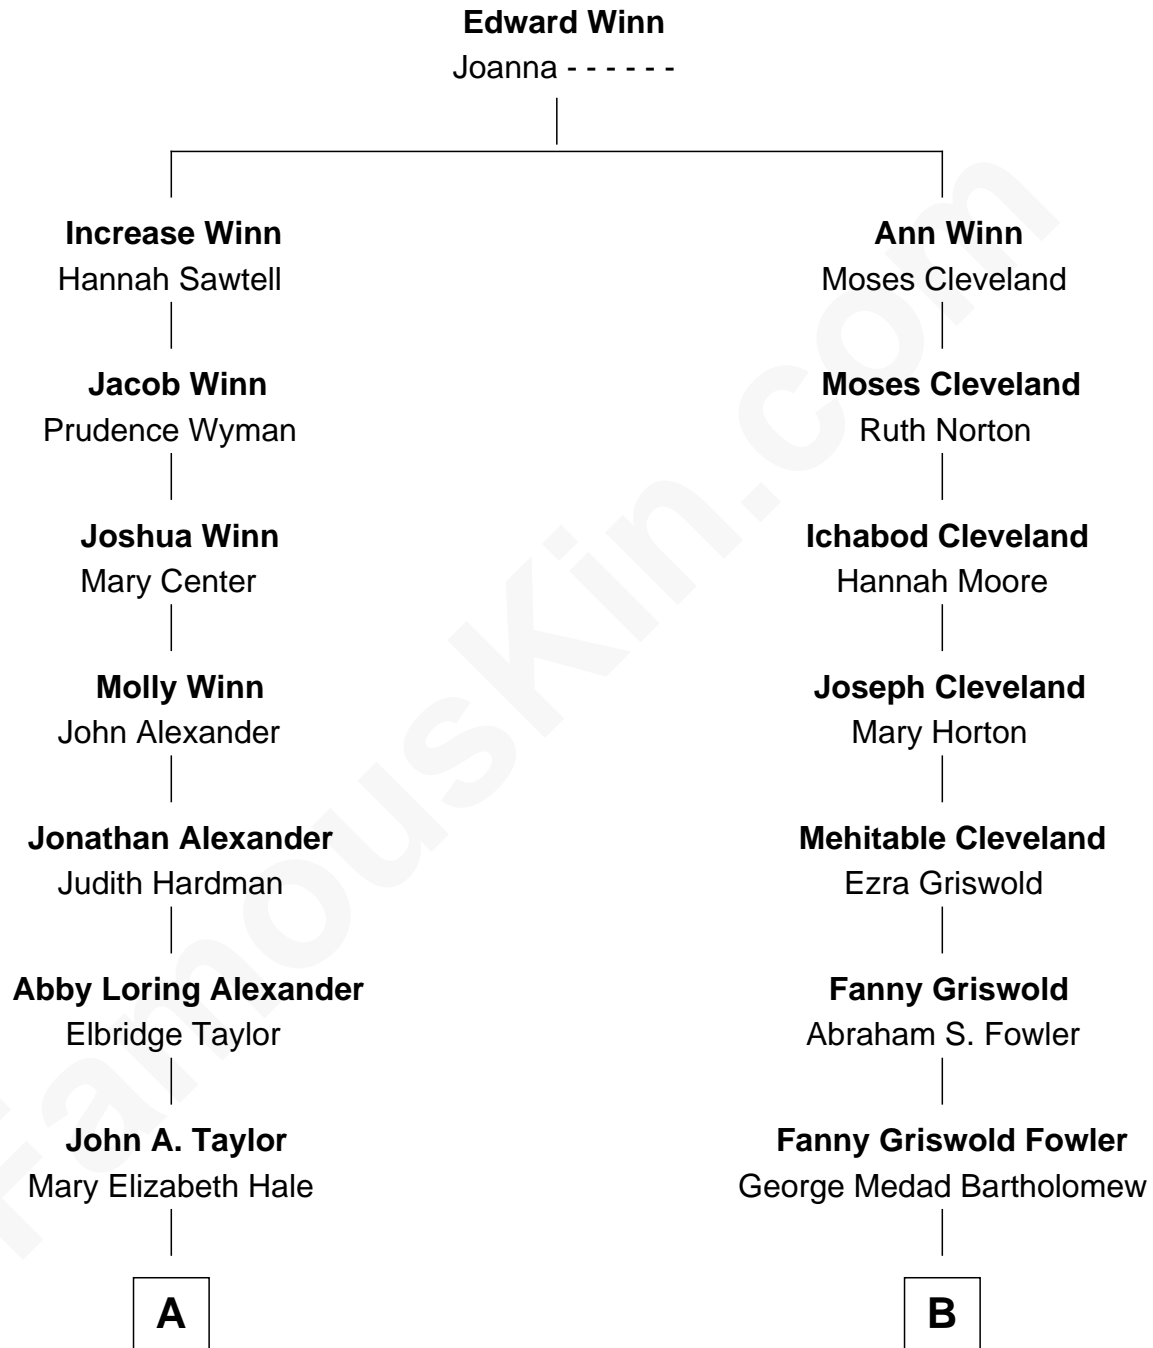 Edward Winn
Joanna - - - - - -
Increase Winn
Hannah Sawtell
Ann Winn
Moses Cleveland
Jacob Winn
Prudence Wyman
Moses Cleveland
Ruth Norton
Joshua Winn
Mary Center
Ichabod Cleveland
Hannah Moore
Molly Winn
John Alexander
Joseph Cleveland
Mary Horton
Jonathan Alexander
Judith Hardman
Mehitable Cleveland
Ezra Griswold
Abby Loring Alexander
Elbridge Taylor
Fanny Griswold
Abraham S. Fowler
John A. Taylor
Mary Elizabeth Hale
Fanny Griswold Fowler
George Medad Bartholomew
A
B
FamousKin.com